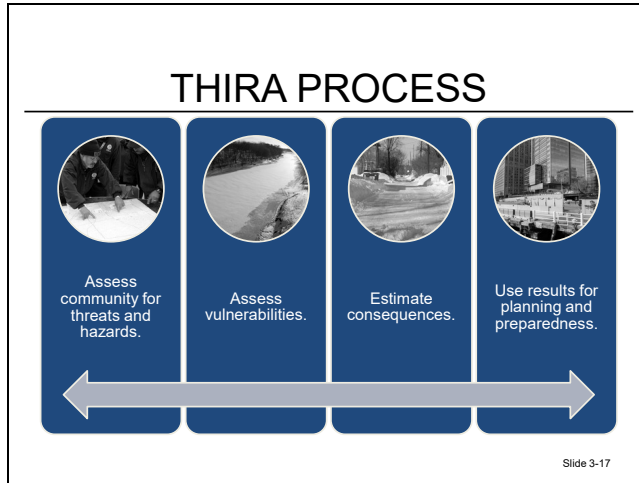 THIRA PROCESS
Assess
community for
threats and
hazards.
Assess
vulnerabilities.
Estimate
consequences.
Use results for
planning and
preparedness.
Slide 3-17